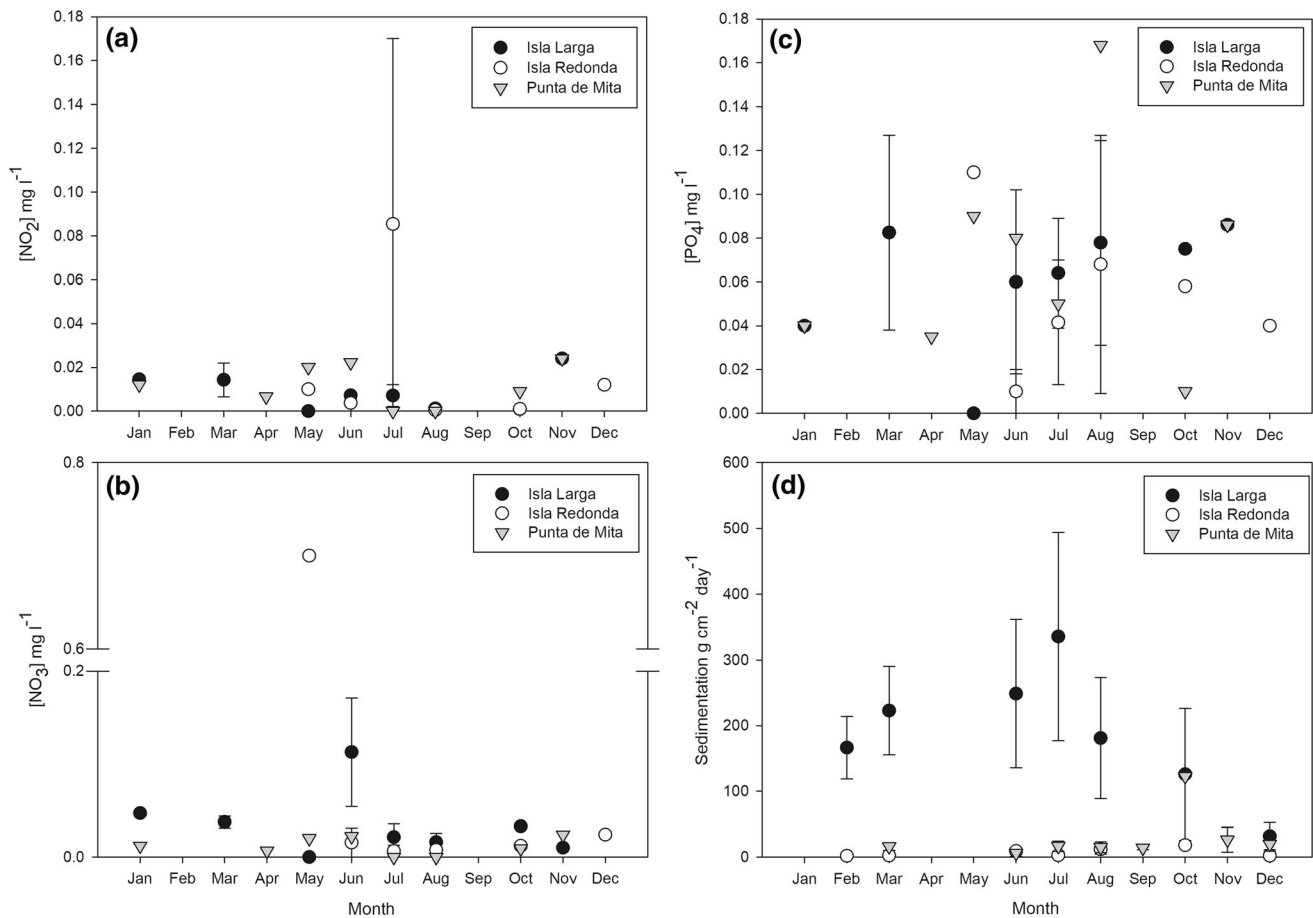 (a)
Isla Larga
Isla Redonda
Punta de Mita
[NO2] mg l-1
0.18
0.16
0.14
0.12
0.10
0.08
0.06
0.04
0.02
0.00
Jan Feb Mar Apr May Jun Jul Aug Sep Oct Nov Dec
(b)
Isla Larga
Isla Redonda
Punta de Mita
[NO3] mg l-1
0.8
0.6
0.2
0.0
Jan Feb Mar Apr May Jun Jul Aug Sep Oct Nov Dec
Month
(c)
Isla Larga
Isla Redonda
Punta de Mita
[PO4] mg l-1
0.18
0.16
0.14
0.12
0.10
0.08
0.06
0.04
0.02
0.00
Jan Feb Mar Apr May Jun Jul Aug Sep Oct Nov Dec
(d)
Isla Larga
Isla Redonda
Punta de Mita
Sedimentation g cm-2 day-1
600
500
400
300
200
100
0
Jan Feb Mar Apr May Jun Jul Aug Sep Oct Nov Dec
Month